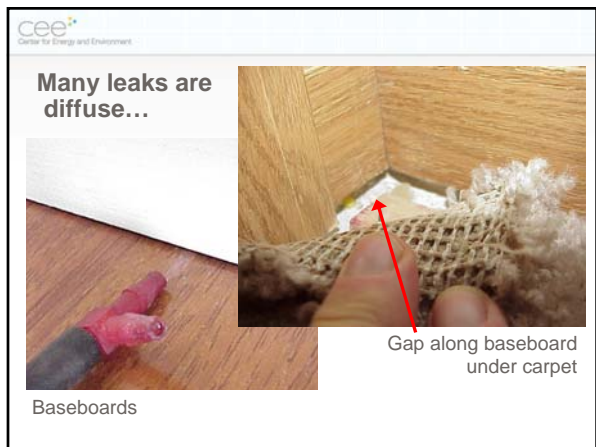 cee
Center for Energy and Environment
Many leaks are
diffuse…
Gap along baseboard
under carpet
Baseboards